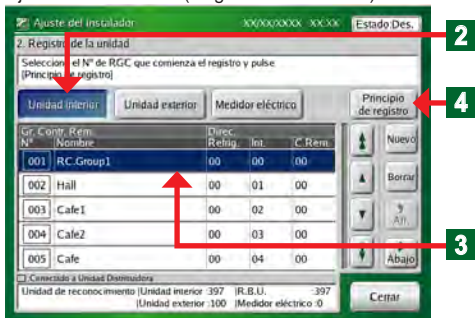 Ajuste del instalador XX/XX/XXXX XX:XX Estado Des.
2. Registro de la unidad
Seleccione el Nº de RGC que comienza el registro y pulse
[Principio de registro]
Unidad interior Unidad exterior Medidor eléctrico Principio de registro
Gr. Contr. Rem. Direc.
Nº Nombre Refrig. Int. C.Rem.
001 RC.Group1 00 00 00
002 Hall 00 01 00
003 Cafe1 00 02 00
004 Cafe2 00 03 00
005 Cafe 00 04 00
Nuevo
Borrar
Abajo
Conectado a Unidad Distribuidora
Unidad de reconocimiento |Unidad interior :397 |R.B.U. :397
|Unidad exterior :100 |Medidor eléctrico :0
Cerrar
2
4
3